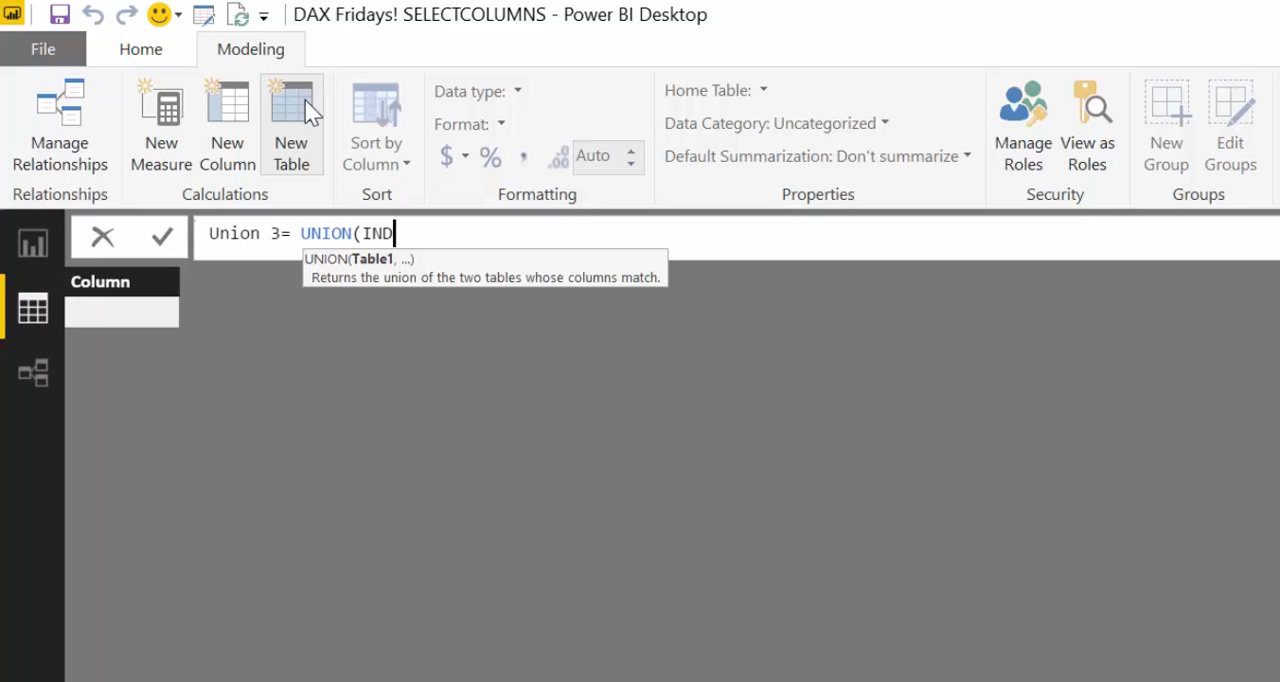 DAX Fridays! SELECTCOLUMNS - Power BI Desktop
File Home Modeling
Manage Relationships
New Measure
New Column
New Table
Sort by Column
Data type:
Format:
$ % , .00 Auto
Home Table:
Data Category: Uncategorized
Default Summarization: Don't summarize
Manage Roles
View as Roles
New Group
Edit Groups
Relationships Calculations Sort Formatting Properties Security Groups
Union 3= UNION(IND
UNION(Table1, ...)
Returns the union of the two tables whose columns match.
Column